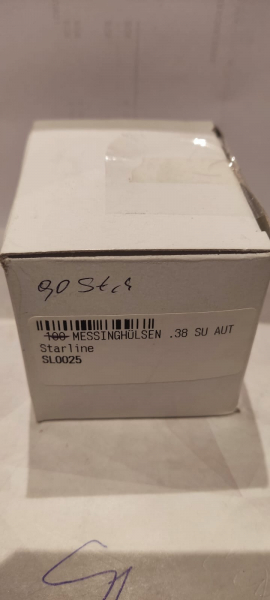 90 Stck
100 MESSINGHÜLSEN .38 SU AUT
Starline
SL0025